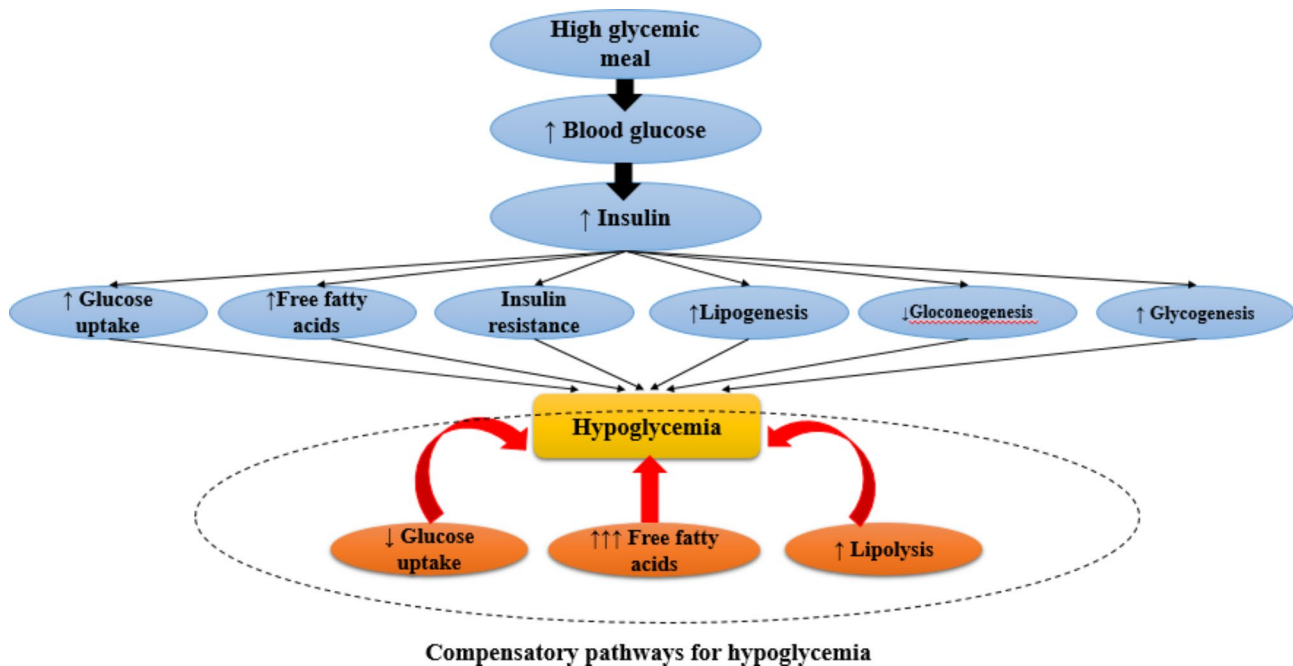 High glycemic
meal
↑ Blood glucose
↑ Insulin
↑ Glucose
uptake
↑Free fatty
acids
Insulin
resistance
↑Lipogenesis
↓Gloconeogenesis
↑ Glycogenesis
Hypoglycemia
↓ Glucose
uptake
↑↑↑ Free fatty
acids
↑ Lipolysis
Compensatory pathways for hypoglycemia